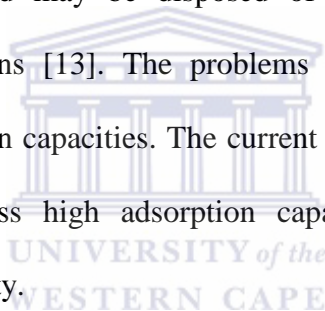 may be disposed of
ns [13]. The problems
n capacities. The current
ss high adsorption capa
UNIVERSITY of the
ty.
WESTERN CAPE